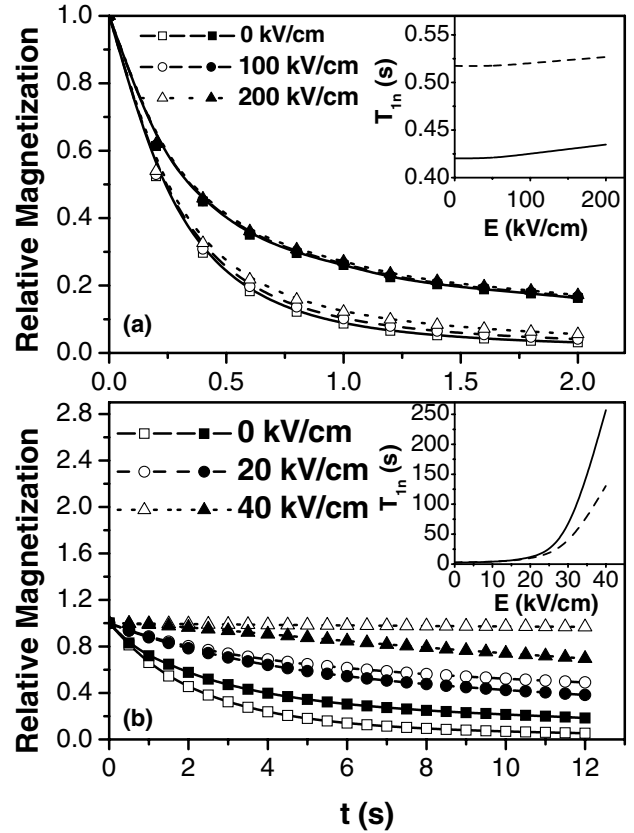 Relative Magnetization
1.0
0.8
0.6
0.4
0.2
0.0
0 kV/cm
100 kV/cm
200 kV/cm
(a)
T1n (s)
0.55
0.50
0.45
0.40
0 100 200
E (kV/cm)
0.0 0.5 1.0 1.5 2.0
Relative Magnetization
2.8
2.4
2.0
1.6
1.2
0.8
0.4
0.0
0 kV/cm
20 kV/cm
40 kV/cm
(b)
T1n (s)
250
200
150
100
50
0
0 10 20 30 40
E (kV/cm)
0 2 4 6 8 10 12
t (s)